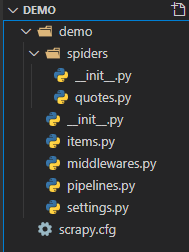 DEMO
demo
spiders
__init__.py
quotes.py
__init__.py
items.py
middlewares.py
pipelines.py
settings.py
scrapy.cfg